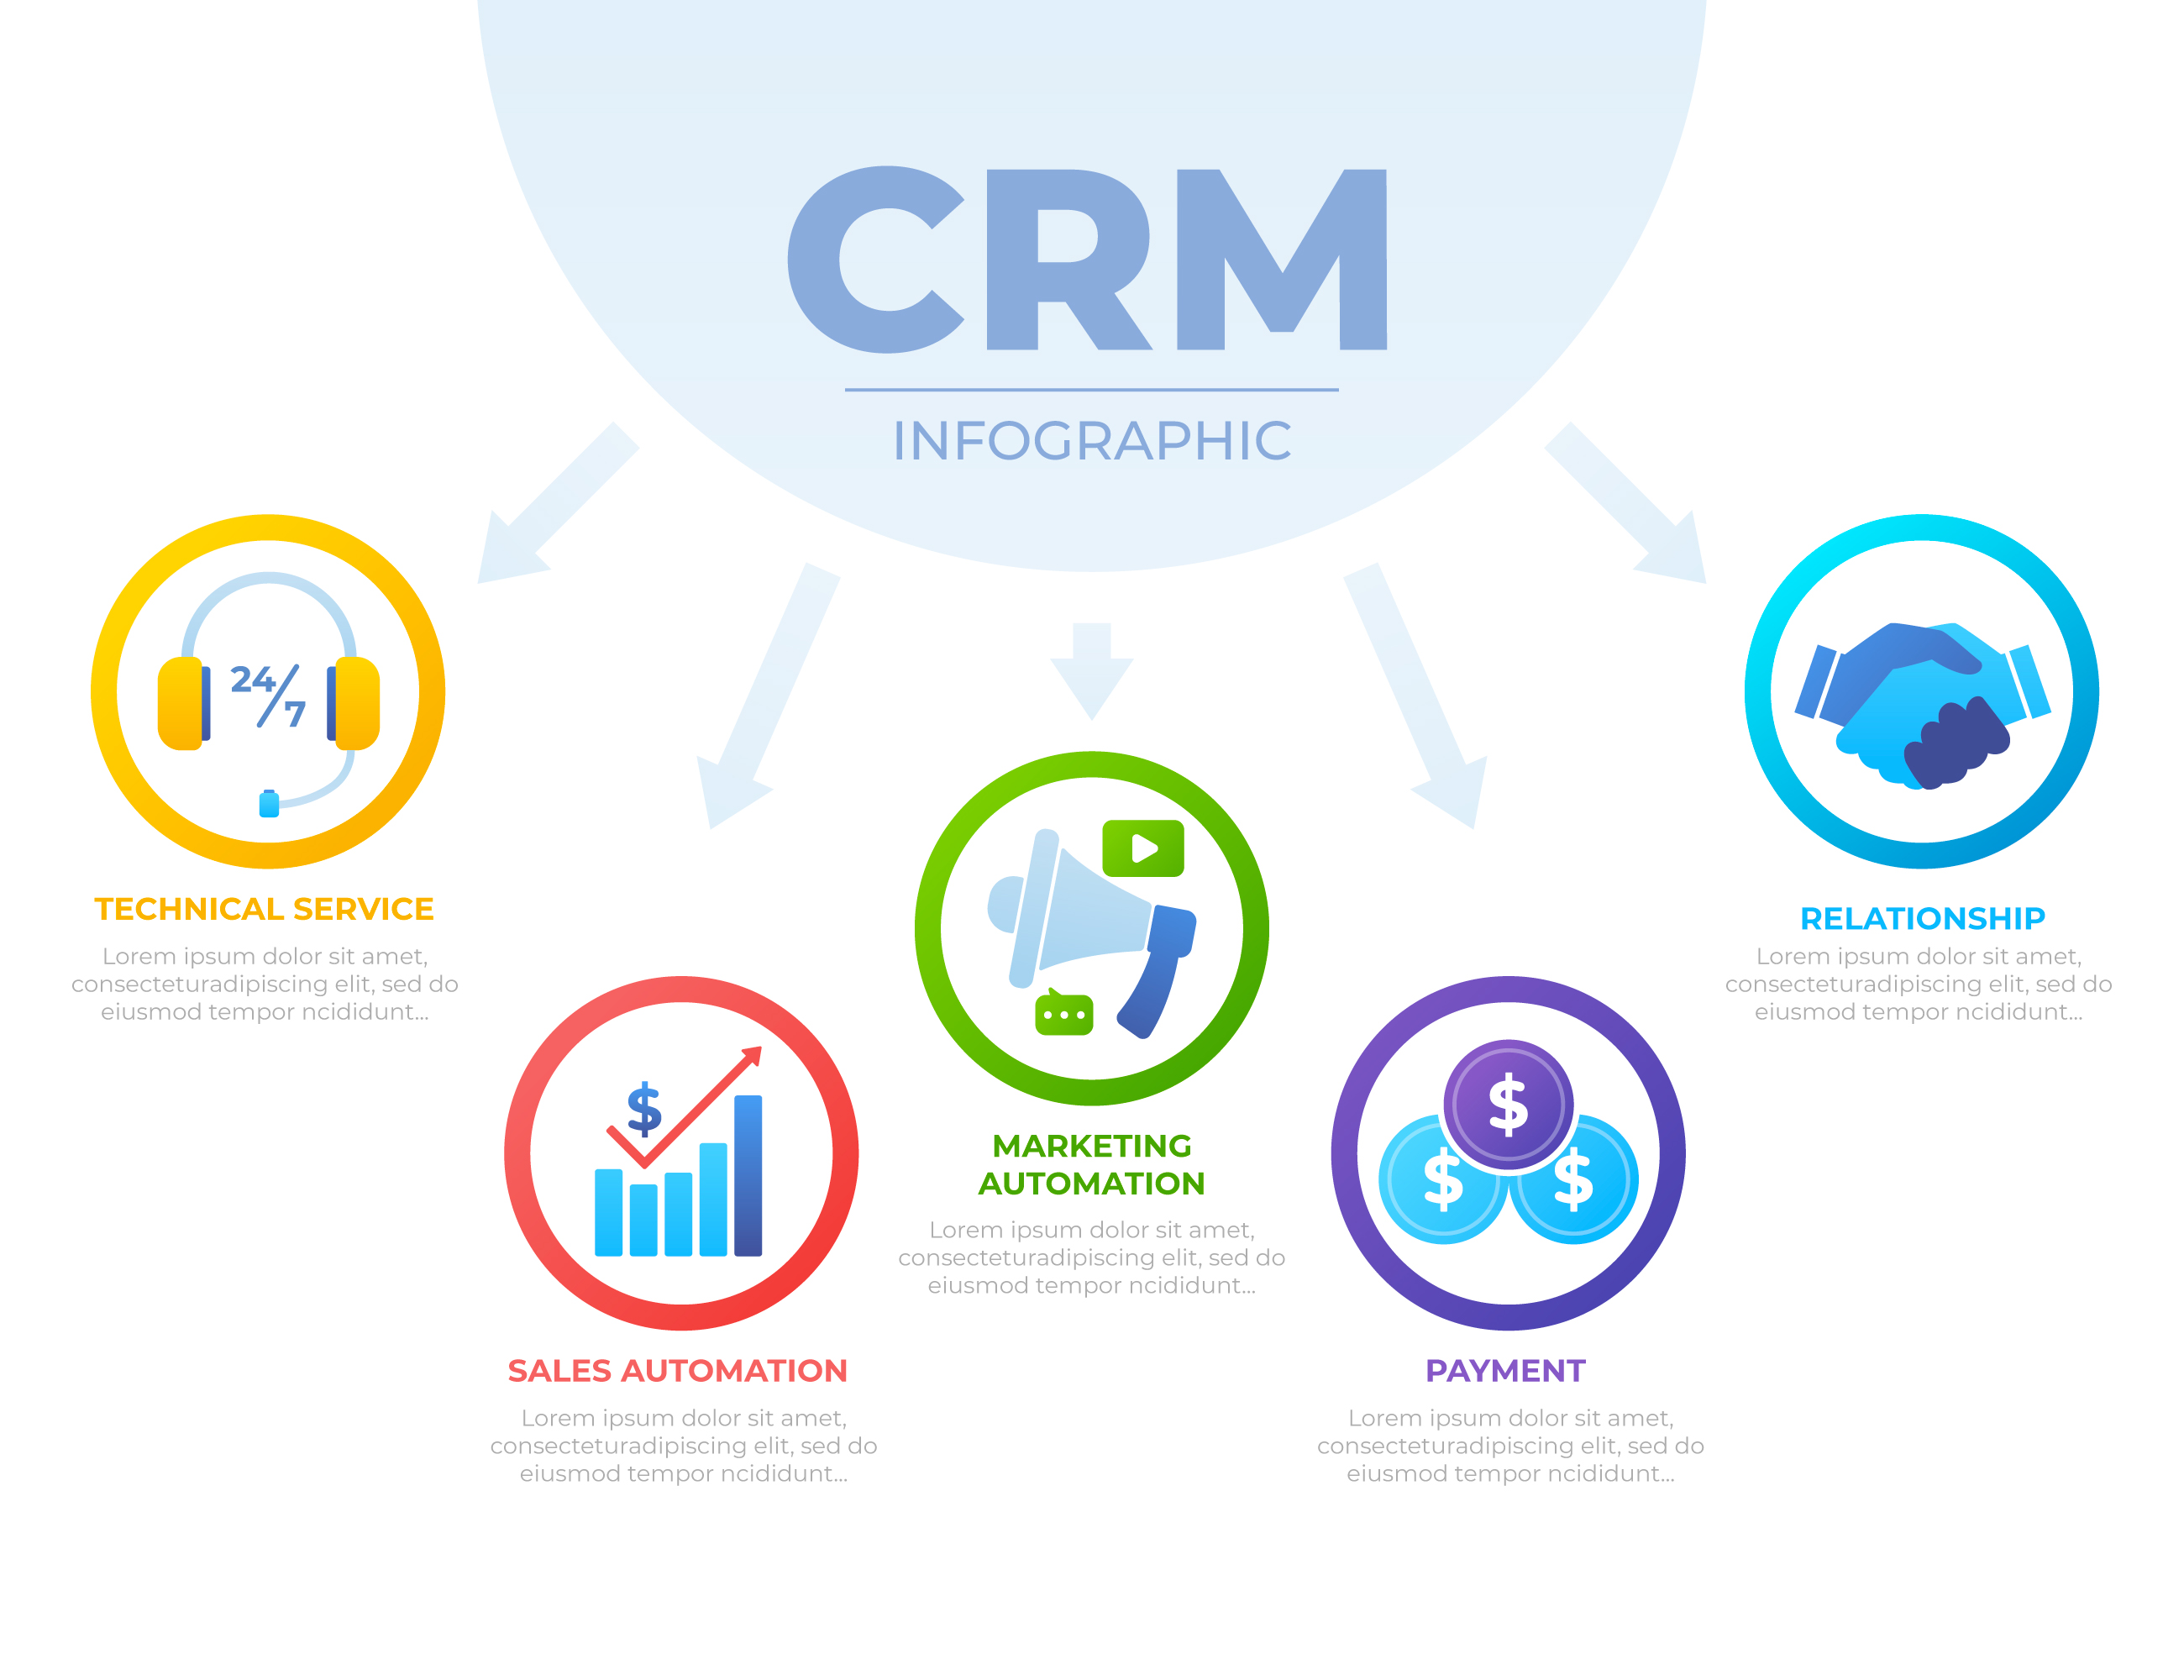 CRM
INFOGRAPHIC
24/7
TECHNICAL SERVICE
Lorem ipsum dolor sit amet,
consecteturadipiscing elit, sed do
eiusmod tempor ncididunt...
$
SALES AUTOMATION
Lorem ipsum dolor sit amet,
consecteturadipiscing elit, sed do
eiusmod tempor ncididunt...
MARKETING
AUTOMATION
Lorem ipsum dolor sit amet,
consecteturadipiscing elit, sed do
eiusmod tempor ncididunt...
$
$ $
PAYMENT
Lorem ipsum dolor sit amet,
consecteturadipiscing elit, sed do
eiusmod tempor ncididunt...
RELATIONSHIP
Lorem ipsum dolor sit amet,
consecteturadipiscing elit, sed do
eiusmod tempor ncididunt...